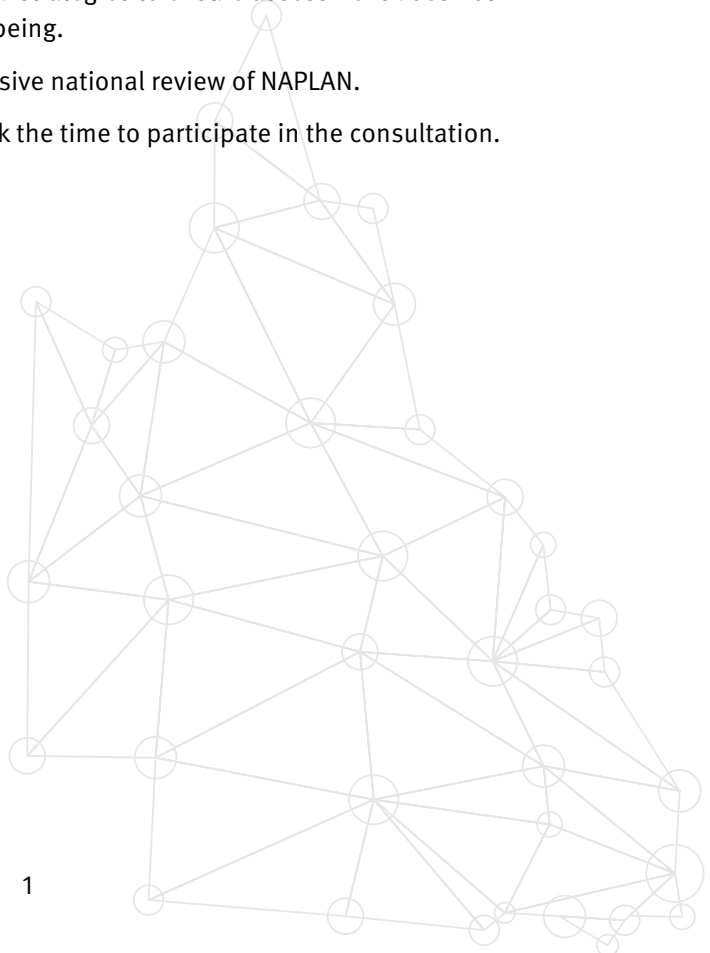 being.
sive national review of NAPLAN.
k the time to participate in the consultation.
1